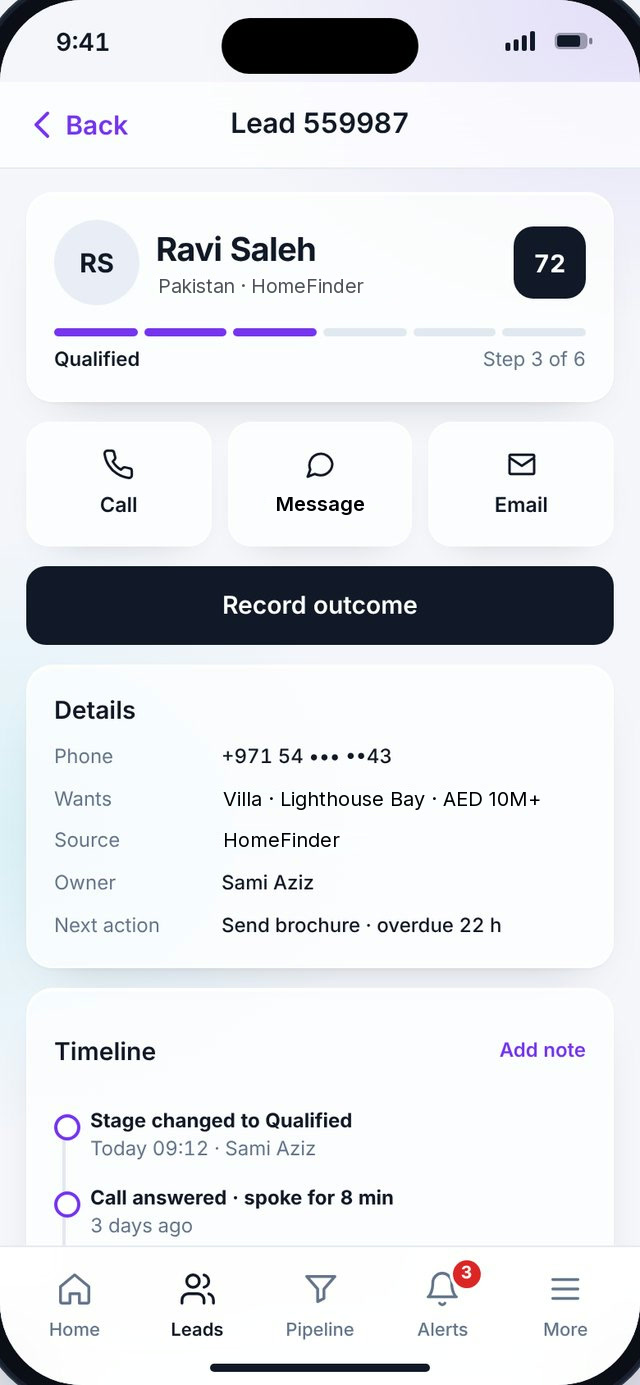 9:41
Back
Lead 559987
RS
Ravi Saleh
Pakistan · HomeFinder
72
Qualified
Step 3 of 6
Call
Message
Email
Record outcome
Details
Phone +971 54 ••• ••43
Wants Villa · Lighthouse Bay · AED 10M+
Source HomeFinder
Owner Sami Aziz
Next action Send brochure · overdue 22 h
Timeline
Add note
Stage changed to Qualified
Today 09:12 · Sami Aziz
Call answered · spoke for 8 min
3 days ago
3
Home
Leads
Pipeline
Alerts
More